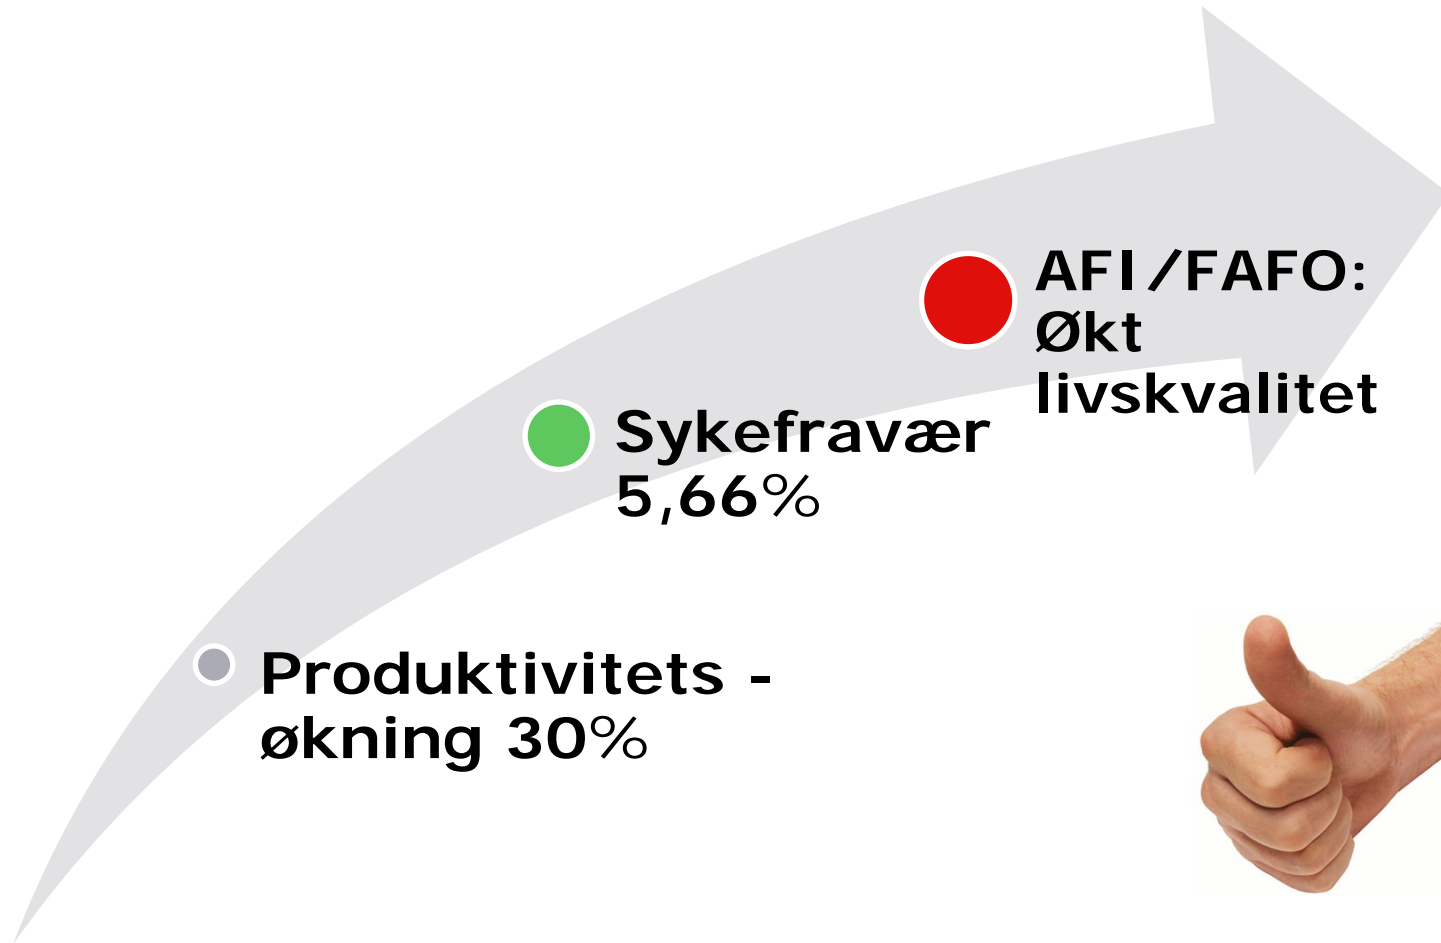 AFI/FAFO:
Økt
livskvalitet
Sykefravær
5,66%
Produktivitets -
økning 30%